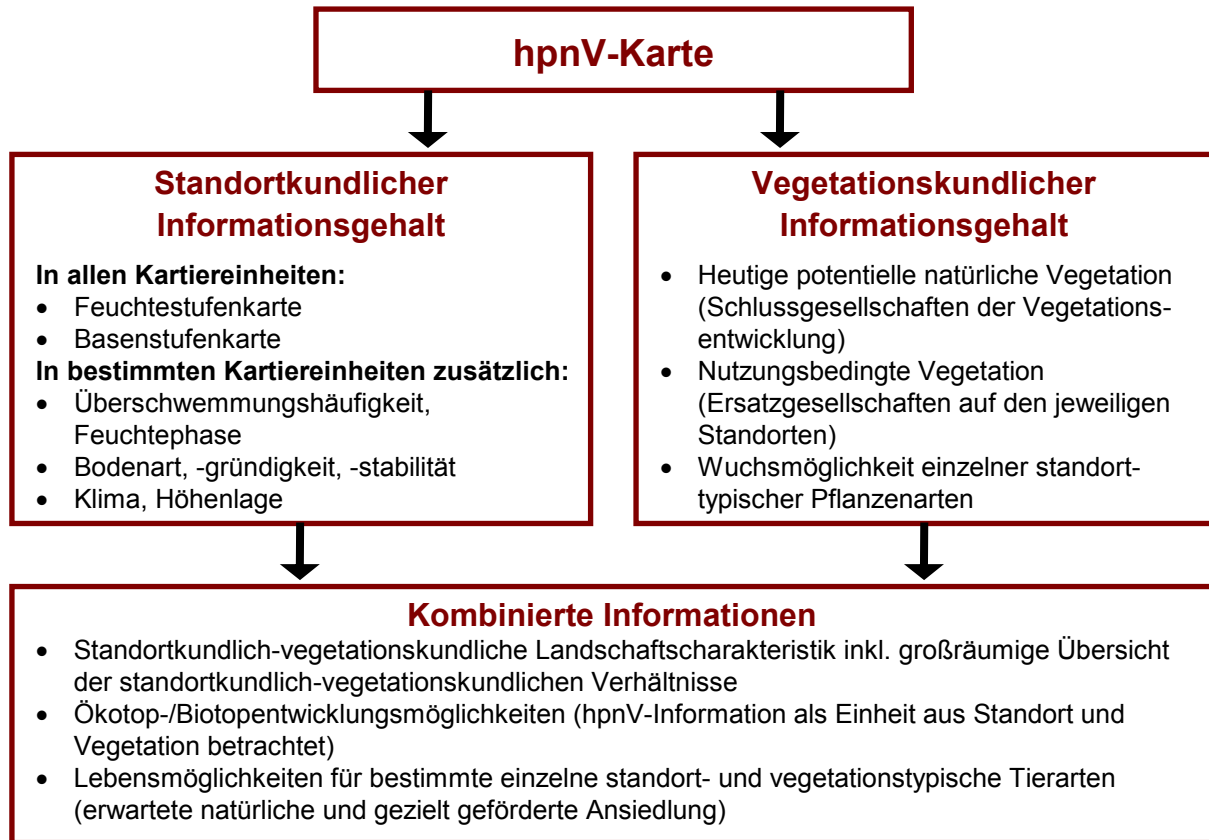 hpnV-Karte
Standortkundlicher
Informationsgehalt
In allen Kartiereinheiten:
• Feuchtestufenkarte
• Basenstufenkarte
In bestimmten Kartiereinheiten zusätzlich:
• Überschwemmungshäufigkeit,
Feuchtephase
• Bodenart, -gründigkeit, -stabilität
• Klima, Höhenlage
Vegetationskundlicher
Informationsgehalt
• Heutige potentielle natürliche Vegetation
(Schlussgesellschaften der Vegetations-
entwicklung)
• Nutzungsbedingte Vegetation
(Ersatzgesellschaften auf den jeweiligen
Standorten)
• Wuchsmöglichkeit einzelner standort-
typischer Pflanzenarten
Kombinierte Informationen
• Standortkundlich-vegetationskundliche Landschaftscharakteristik inkl. großräumige Übersicht
der standortkundlich-vegetationskundlichen Verhältnisse
• Ökotop-/Biotopentwicklungsmöglichkeiten (hpnV-Information als Einheit aus Standort und
Vegetation betrachtet)
• Lebensmöglichkeiten für bestimmte einzelne standort- und vegetationstypische Tierarten
(erwartete natürliche und gezielt geförderte Ansiedlung)